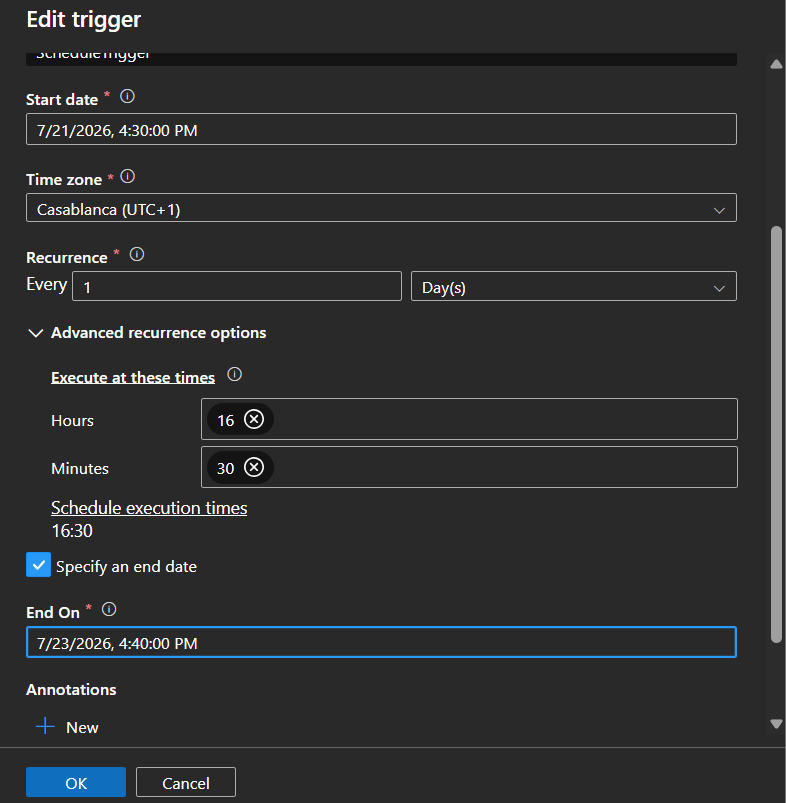 Edit trigger
ScheduleTrigger
Start date *
7/21/2026, 4:30:00 PM
Time zone *
Casablanca (UTC+1)
Recurrence *
Every 1 Day(s)
Advanced recurrence options
Execute at these times
Hours 16
Minutes 30
Schedule execution times
16:30
Specify an end date
End On *
7/23/2026, 4:40:00 PM
Annotations
New
OK Cancel